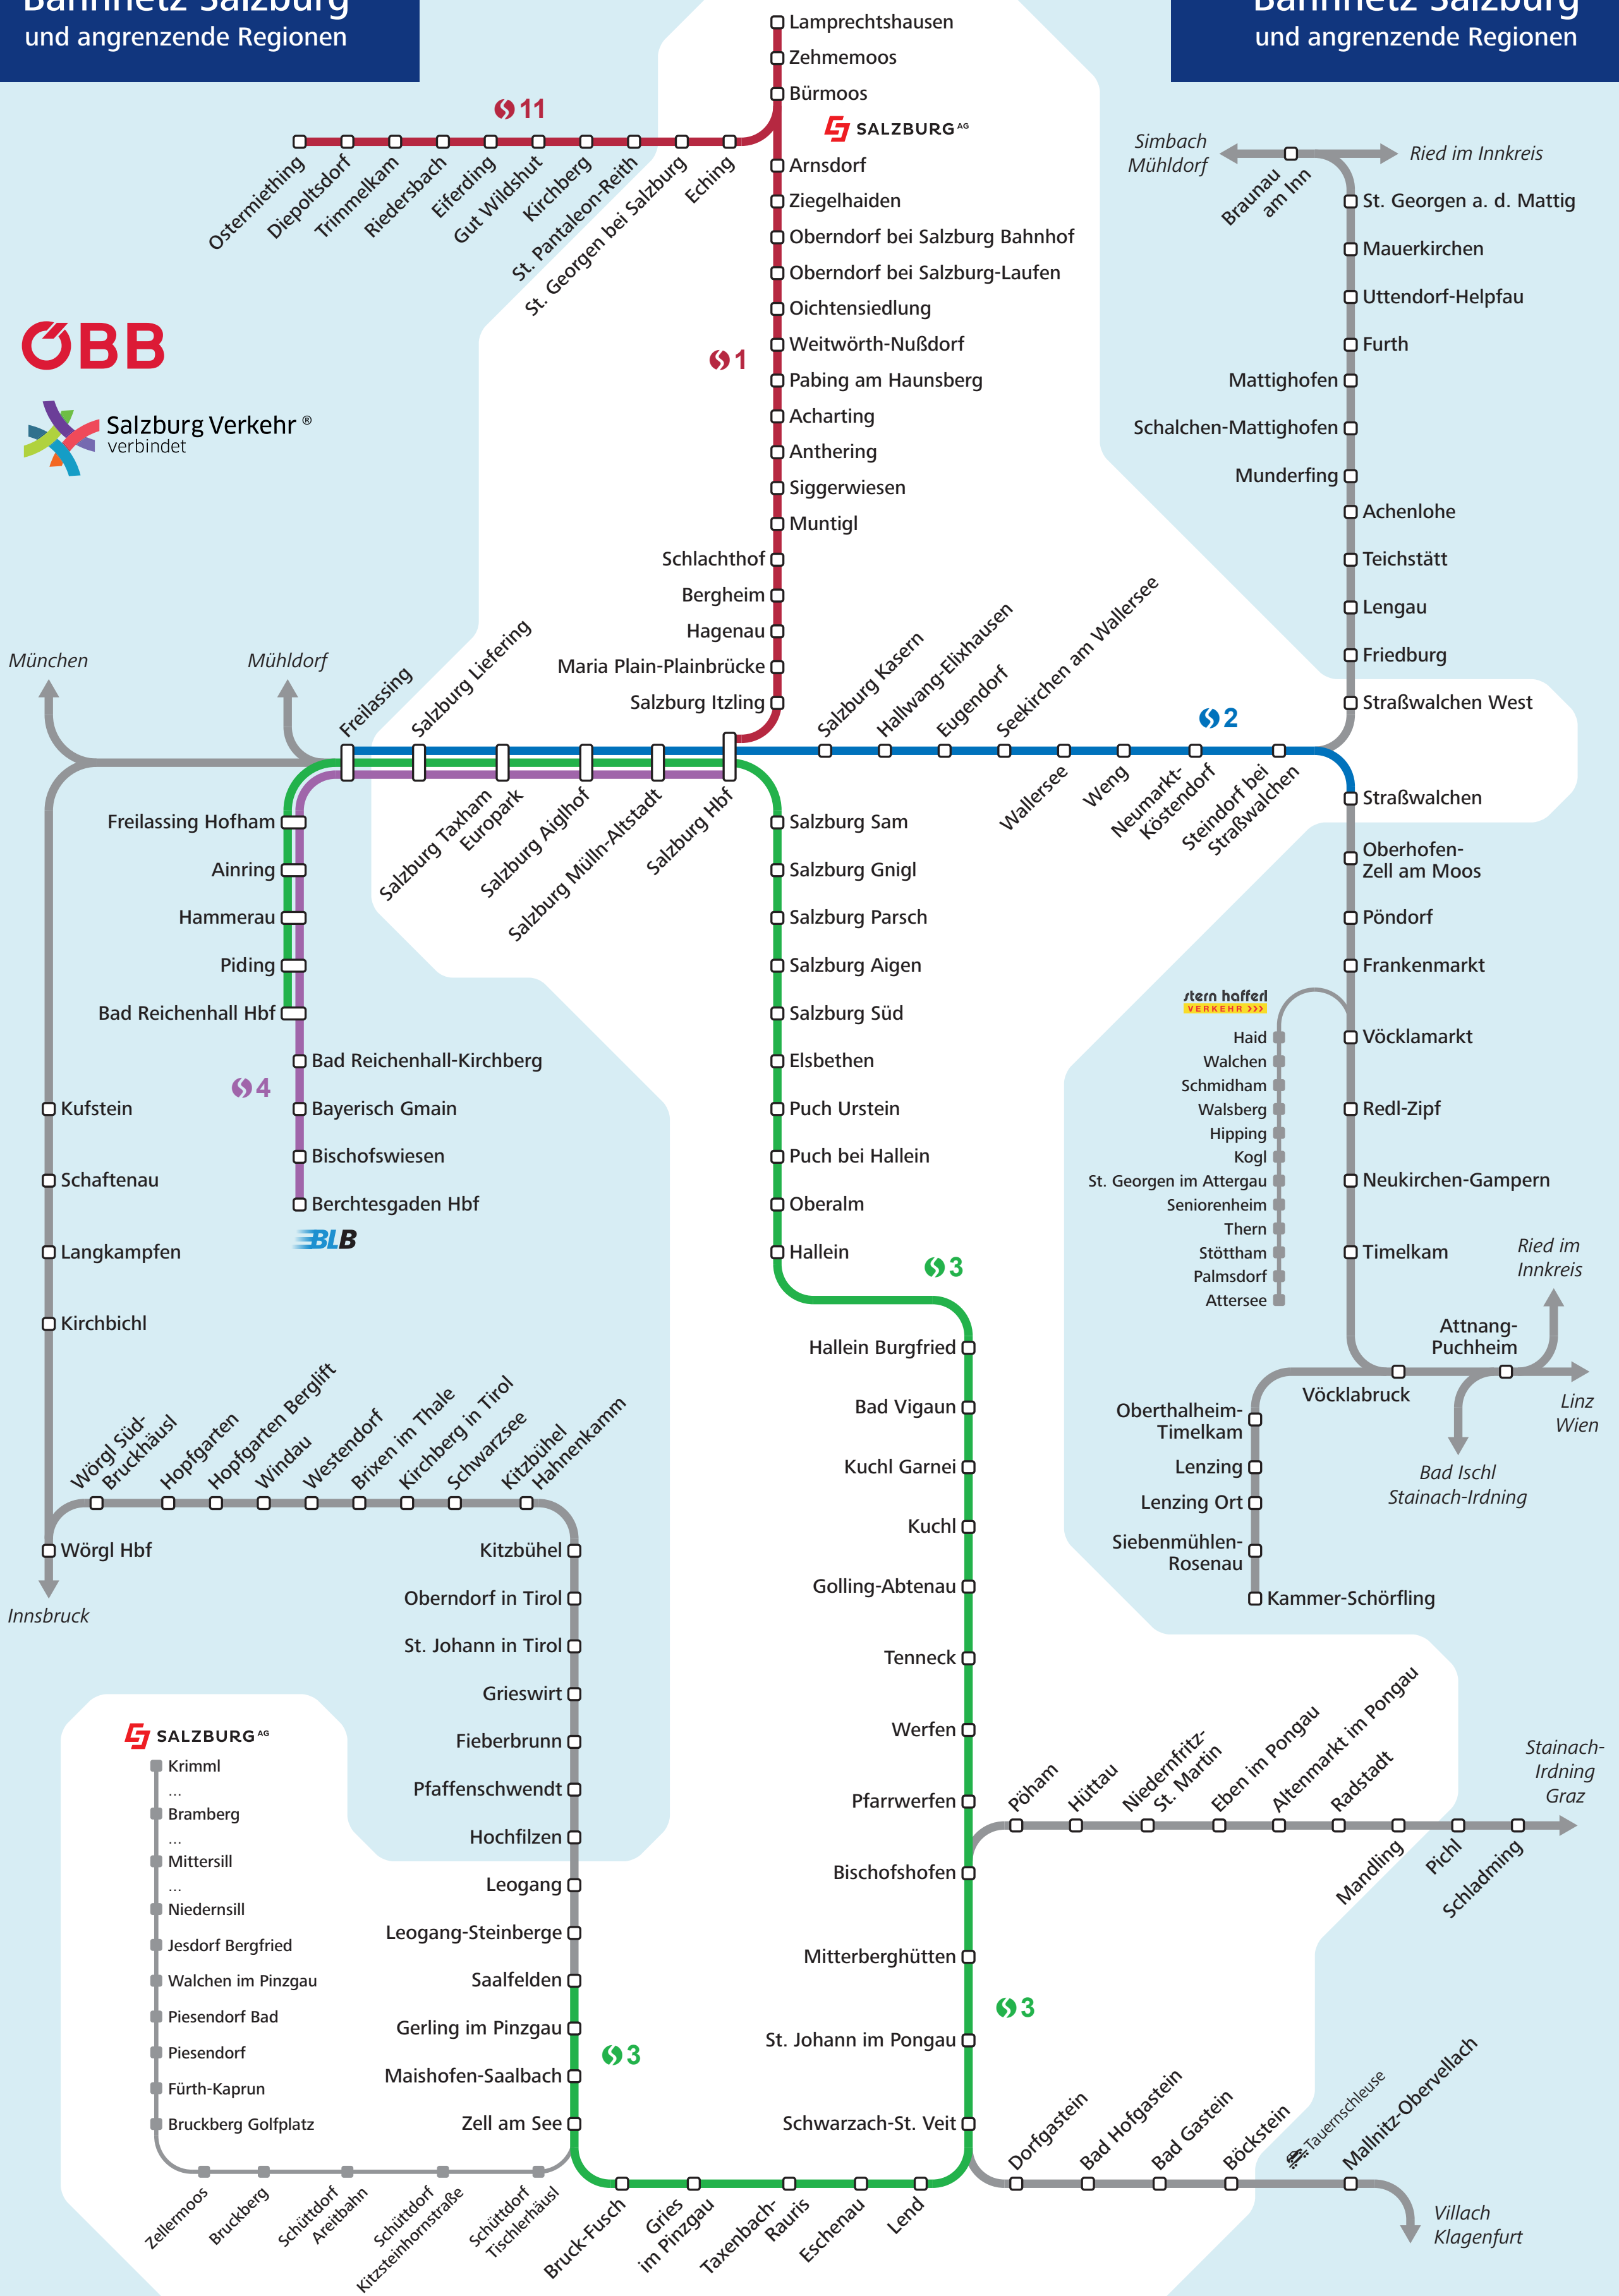 Bahnnetz Salzburg
und angrenzende Regionen
Bahnnetz Salzburg
und angrenzende Regionen
Lamprechtshausen
Zehmemoos
Bürmoos
11
SALZBURG AG
Ostermiething
Diepoltsdorf
Trimmelkam
Riedersbach
Eiferding
Gut Wildshut
Kirchberg
St. Pantaleon-Reith
St. Georgen bei Salzburg
Eching
Arnsdorf
Ziegelhaiden
Oberndorf bei Salzburg Bahnhof
Oberndorf bei Salzburg-Laufen
Oichtensiedlung
Weitwörth-Nußdorf
1
Pabing am Haunsberg
Acharting
Anthering
Siggerwiesen
Muntigl
Schlachthof
Bergheim
Hagenau
Maria Plain-Plainbrücke
Salzburg Itzling
ÖBB
Salzburg Verkehr ®
verbindet
Simbach
Mühldorf
Ried im Innkreis
Braunau
am Inn
St. Georgen a. d. Mattig
Mauerkirchen
Uttendorf-Helpfau
Furth
Mattighofen
Schalchen-Mattighofen
Munderfing
Achenlohe
Teichstätt
Lengau
Friedburg
Straßwalchen West
München
Mühldorf
Freilassing
Salzburg Liefering
Salzburg Taxham
Europark
Salzburg Aiglhof
Salzburg Mülln-Altstadt
Salzburg Hbf
Salzburg Kasern
Hallwang-Elixhausen
Eugendorf
Seekirchen am Wallersee
2
Wallersee
Weng
Neumarkt-
Köstendorf
Steindorf bei
Straßwalchen
Straßwalchen
Oberhofen-
Zell am Moos
Pöndorf
Frankenmarkt
Vöcklamarkt
Redl-Zipf
Neukirchen-Gampern
Timelkam
stern hafferl
VERKEHR >>>
Haid
Walchen
Schmidham
Walsberg
Hipping
Kogl
St. Georgen im Attergau
Seniorenheim
Thern
Stöttham
Palmsdorf
Attersee
Ried im
Innkreis
Attnang-
Puchheim
Vöcklabruck
Linz
Wien
Bad Ischl
Stainach-Irdning
Oberthalheim-
Timelkam
Lenzing
Lenzing Ort
Siebenmühlen-
Rosenau
Kammer-Schörfling
Freilassing Hofham
Ainring
Hammerau
Piding
Bad Reichenhall Hbf
Bad Reichenhall-Kirchberg
4
Bayerisch Gmain
Bischofswiesen
Berchtesgaden Hbf
BLB
Salzburg Sam
Salzburg Gnigl
Salzburg Parsch
Salzburg Aigen
Salzburg Süd
Elsbethen
Puch Urstein
Puch bei Hallein
Oberalm
Hallein
3
Hallein Burgfried
Bad Vigaun
Kuchl Garnei
Kuchl
Golling-Abtenau
Tenneck
Werfen
Pfarrwerfen
Bischofshofen
Mitterberghütten
3
St. Johann im Pongau
Schwarzach-St. Veit
Kufstein
Schaftenau
Langkampfen
Kirchbichl
Wörgl Hbf
Innsbruck
Wörgl Süd-
Bruckhäusl
Hopfgarten
Hopfgarten Berglift
Windau
Westendorf
Brixen im Thale
Kirchberg in Tirol
Schwarzsee
Kitzbühel
Hahnenkamm
Kitzbühel
Oberndorf in Tirol
St. Johann in Tirol
Grieswirt
Fieberbrunn
Pfaffenschwendt
Hochfilzen
Leogang
Leogang-Steinberge
Saalfelden
Gerling im Pinzgau
3
Maishofen-Saalbach
Zell am See
SALZBURG AG
Krimml
...
Bramberg
...
Mittersill
...
Niedernsill
Jesdorf Bergfried
Walchen im Pinzgau
Piesendorf Bad
Piesendorf
Fürth-Kaprun
Bruckberg Golfplatz
Zellermoos
Bruckberg
Schüttdorf
Areitbahn
Schüttdorf
Kitzsteinhornstraße
Schüttdorf
Tischlerhäusl
Bruck-Fusch
Gries
im Pinzgau
Taxenbach-
Rauris
Eschenau
Lend
Pöham
Hüttau
Niedernfritz-
St. Martin
Eben im Pongau
Altenmarkt im Pongau
Radstadt
Mandling
Pichl
Schladming
Stainach-
Irdning
Graz
Dorfgastein
Bad Hofgastein
Bad Gastein
Böckstein
Tauernschleuse
Mallnitz-Obervellach
Villach
Klagenfurt